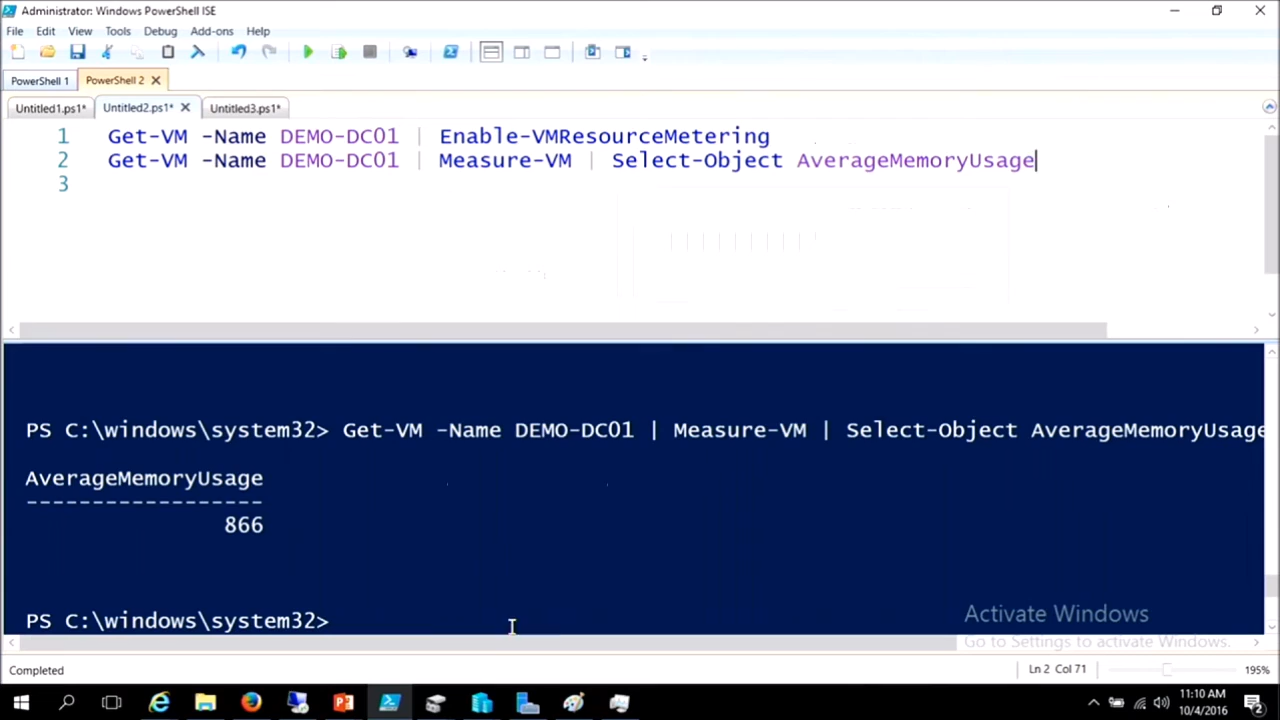 Administrator: Windows PowerShell ISE
File Edit View Tools Debug Add-ons Help
PowerShell 1 PowerShell 2
Untitled1.ps1* Untitled2.ps1* Untitled3.ps1*
1 Get-VM -Name DEMO-DC01 | Enable-VMResourceMetering
2 Get-VM -Name DEMO-DC01 | Measure-VM | Select-Object AverageMemoryUsage
3
PS C:\windows\system32> Get-VM -Name DEMO-DC01 | Measure-VM | Select-Object AverageMemoryUsage
AverageMemoryUsage
------------------
866
PS C:\windows\system32>
Activate Windows
Go to Settings to activate Windows.
Completed Ln 2 Col 71 195%
11:10 AM
10/4/2016 2